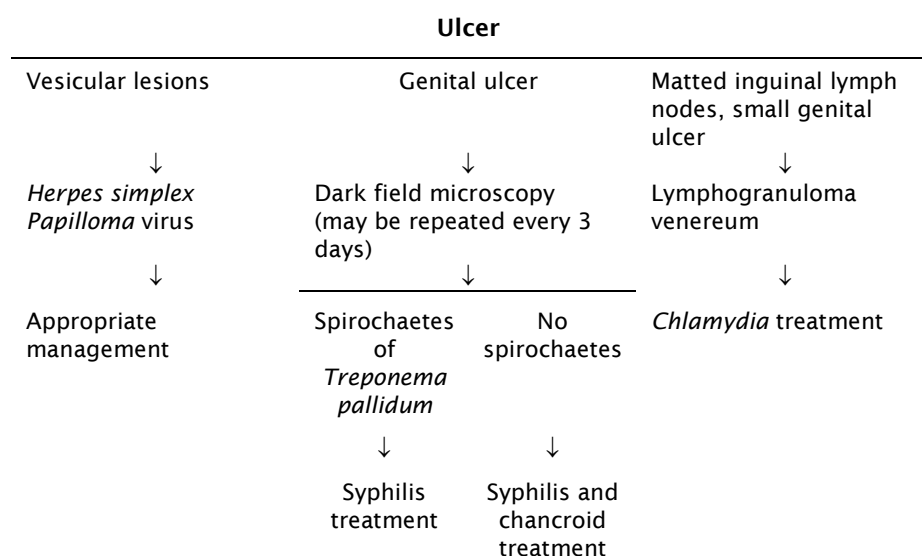 Ulcer
Vesicular lesions
Genital ulcer
Matted inguinal lymph
nodes, small genital
ulcer
↓
↓
↓
Herpes simplex
Papilloma virus
Dark field microscopy
(may be repeated every 3
days)
Lymphogranuloma
venereum
↓
↓
↓
Appropriate
management
Spirochaetes
of
Treponema
pallidum
No
spirochaetes
Chlamydia treatment
↓
↓
Syphilis
treatment
Syphilis and
chancroid
treatment